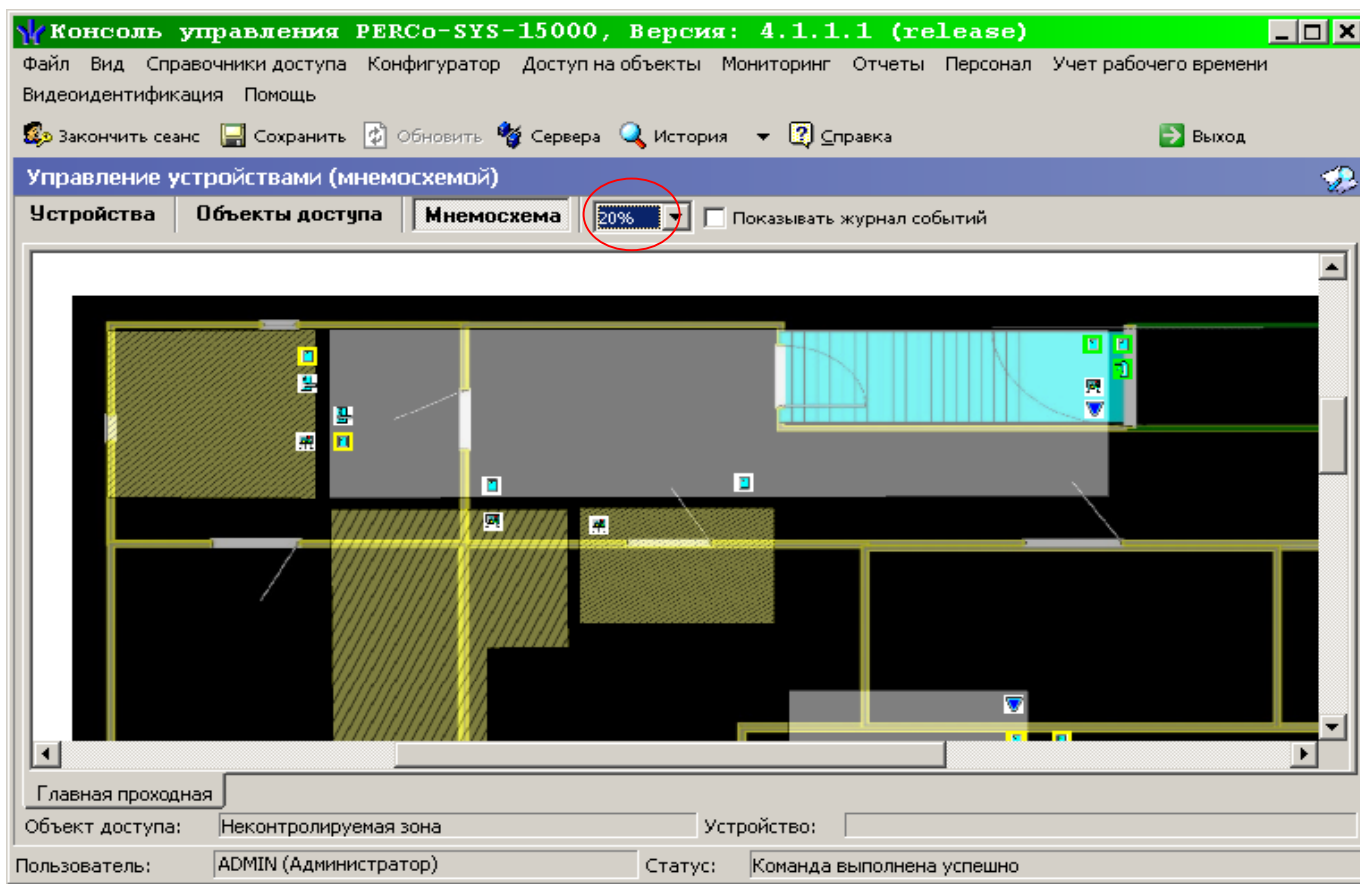 Консоль управления PERCo-SYS-15000, Версия: 4.1.1.1 (release)
Файл Вид Справочники доступа Конфигуратор Доступ на объекты Мониторинг Отчеты Персонал Учет рабочего времени
Видеоидентификация Помощь
Закончить сеанс Сохранить Обновить Сервера История Справка Выход
Управление устройствами (мнемосхемой)
Устройства Объекты доступа Мнемосхема 20% Показывать журнал событий
Главная проходная
Объект доступа: Неконтролируемая зона Устройство:
Пользователь: ADMIN (Администратор) Статус: Команда выполнена успешно